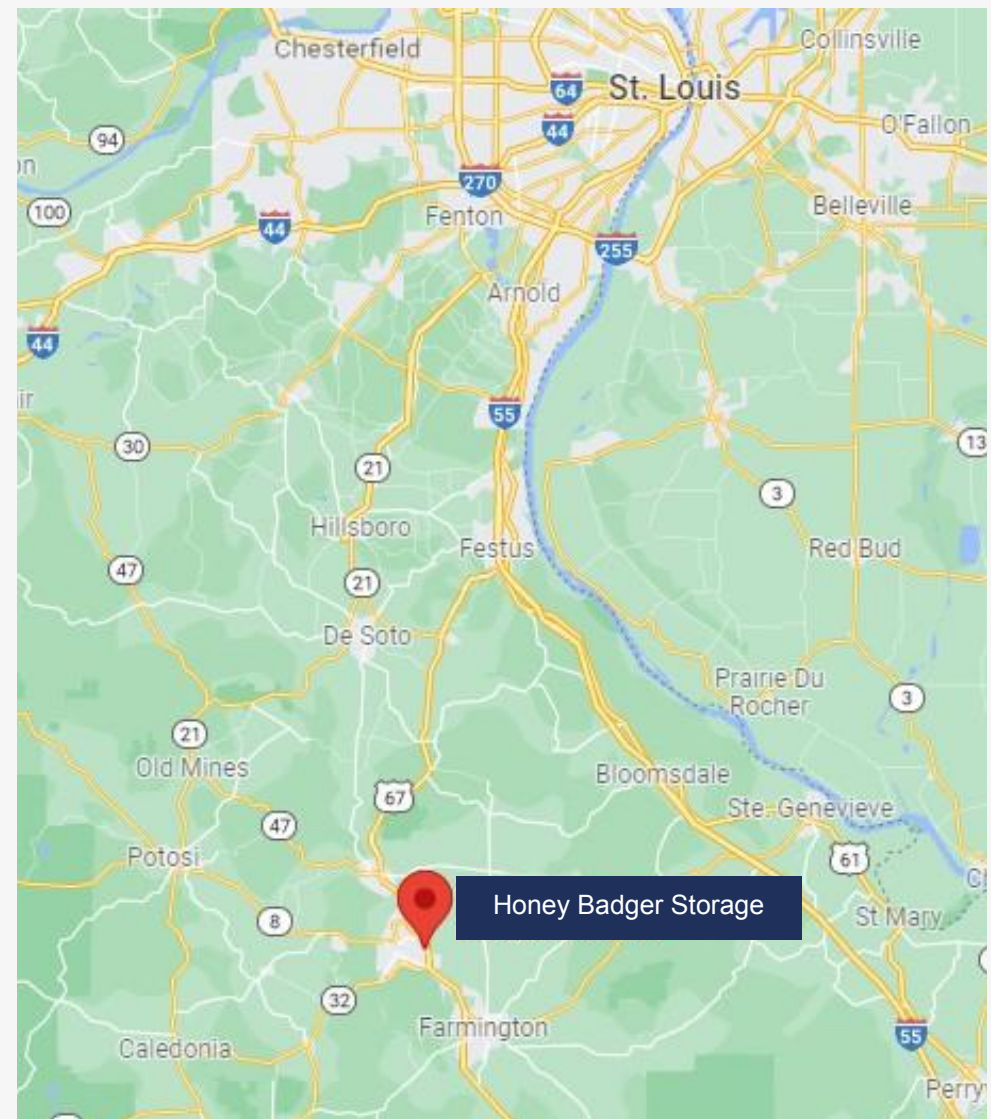 Chesterfield
Collinsville
64
St. Louis
44
O'Fallon
94
270
100
Fenton
Belleville
44
255
Arnold
44
55
30
13
21
3
Hillsboro
Festus
Red Bud
47
21
De Soto
Prairie Du
Rocher
3
21
Old Mines
Bloomsdale
67
Ste. Genevieve
47
Potosi
61
Honey Badger Storage
8
St Mary
32
Farmington
55
Caledonia
Perry